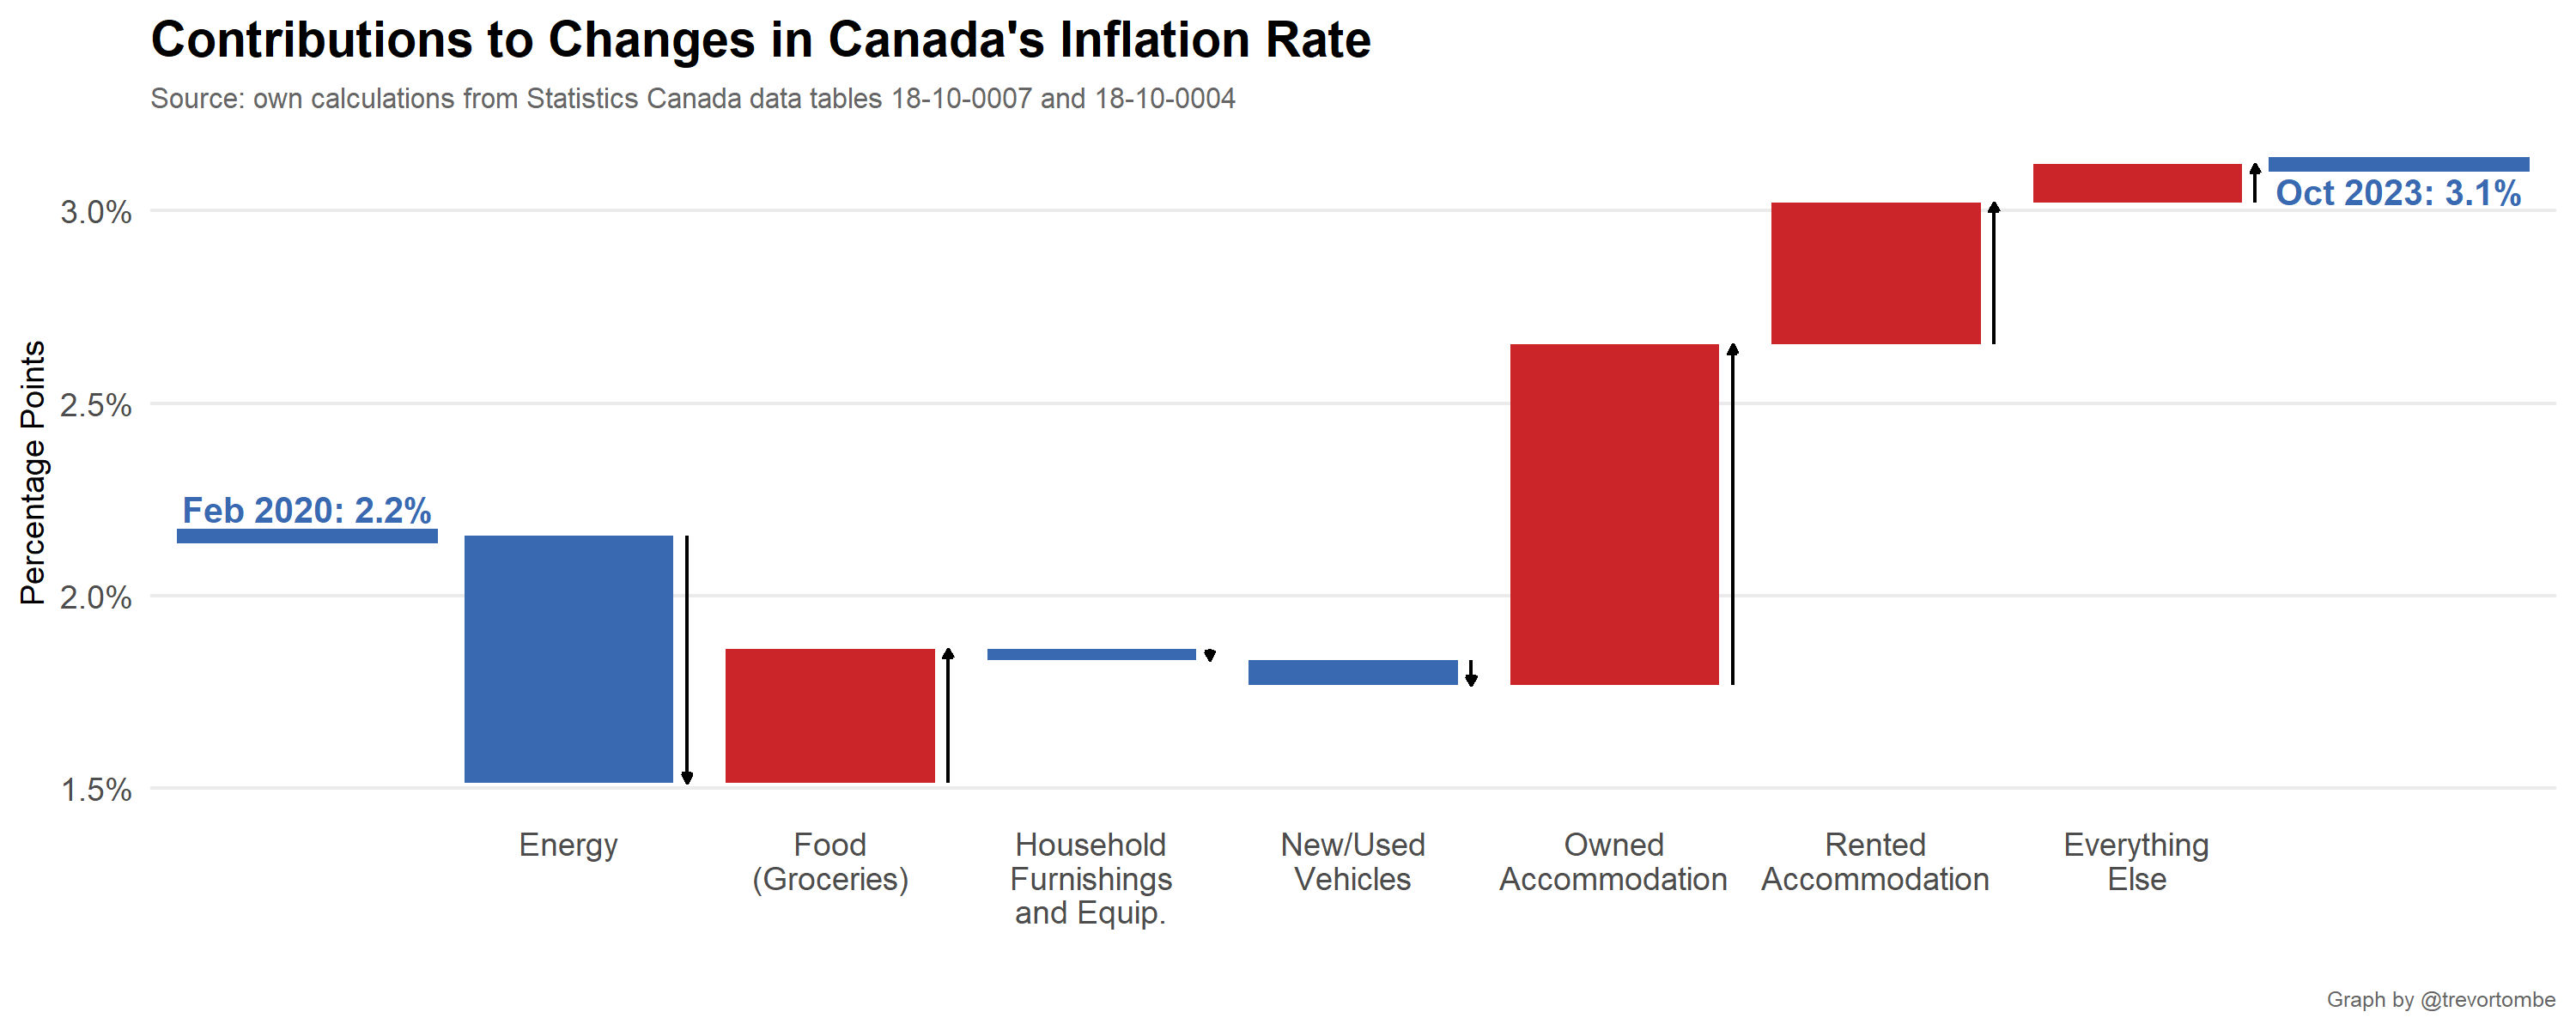 Contributions to Changes in Canada's Inflation Rate
Source: own calculations from Statistics Canada data tables 18-10-0007 and 18-10-0004
Percentage Points
3.0%
2.5%
2.0%
1.5%
Feb 2020: 2.2%
Oct 2023: 3.1%
Energy
Food
(Groceries)
Household
Furnishings
and Equip.
New/Used
Vehicles
Owned
Accommodation
Rented
Accommodation
Everything
Else
Graph by @trevortombe